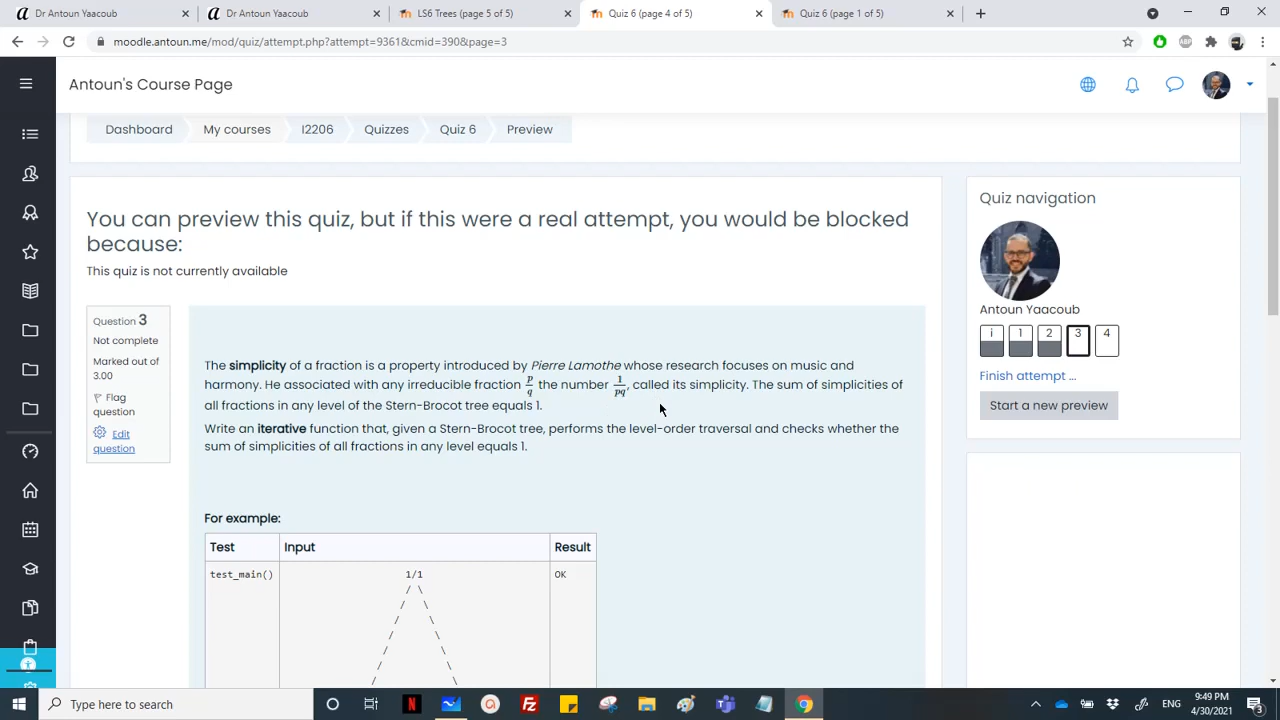 Dr Antoun Yaacoub
Dr Antoun Yaacoub
LS6 Trees (page 5 of 5)
Quiz 6 (page 4 of 5)
Quiz 6 (page 1 of 5)
moodle.antoun.me/mod/quiz/attempt.php?attempt=9361&cmid=390&page=3
ABP
Antoun's Course Page
Dashboard
My courses
I2206
Quizzes
Quiz 6
Preview
You can preview this quiz, but if this were a real attempt, you would be blocked
because:
This quiz is not currently available
Question 3
Not complete
Marked out of
3.00
Flag
question
Edit
question
The simplicity of a fraction is a property introduced by Pierre Lamothe whose research focuses on music and
harmony. He associated with any irreducible fraction p/q the number 1/pq, called its simplicity. The sum of simplicities of
all fractions in any level of the Stern-Brocot tree equals 1.
Write an iterative function that, given a Stern-Brocot tree, performs the level-order traversal and checks whether the
sum of simplicities of all fractions in any level equals 1.
For example:
Test Input Result
test_main() 1/1 OK
/ \
/ \
/ \
/ \
/ \
Quiz navigation
Antoun Yaacoub
i 1 2 3 4
Finish attempt ...
Start a new preview
Type here to search
ENG
9:49 PM
4/30/2021
3